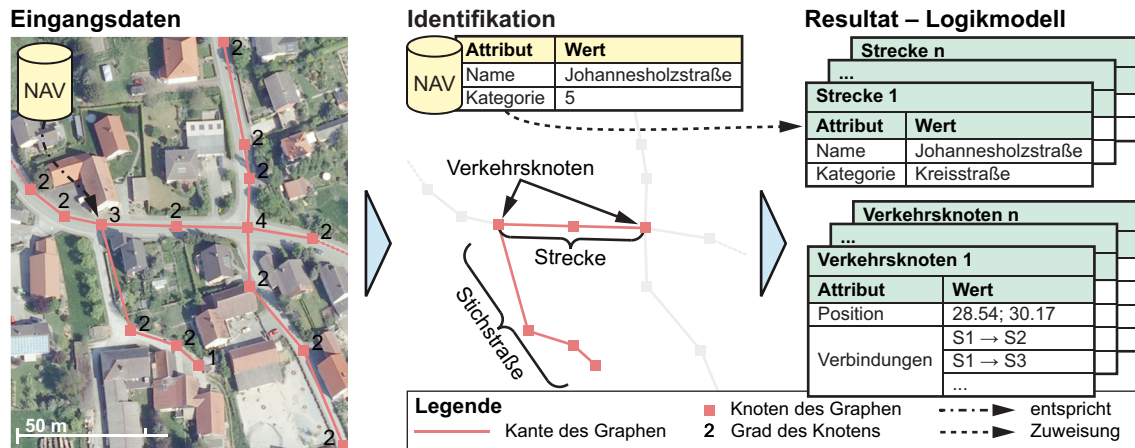 Eingangsdaten
NAV
2
2
2
2
2
3
2
4
2
2
2
2
1
2
2
50 m
Identifikation
NAV
Attribut Wert
Name Johannesholzstraße
Kategorie 5
Verkehrsknoten
Strecke
Stichstraße
Resultat – Logikmodell
Strecke n
...
Strecke 1
Attribut Wert
Name Johannesholzstraße
Kategorie Kreisstraße
Verkehrsknoten n
...
Verkehrsknoten 1
Attribut Wert
Position 28.54; 30.17
Verbindungen
S1 → S2
S1 → S3
...
Legende
Kante des Graphen
Knoten des Graphen
2 Grad des Knotens
entspricht
Zuweisung